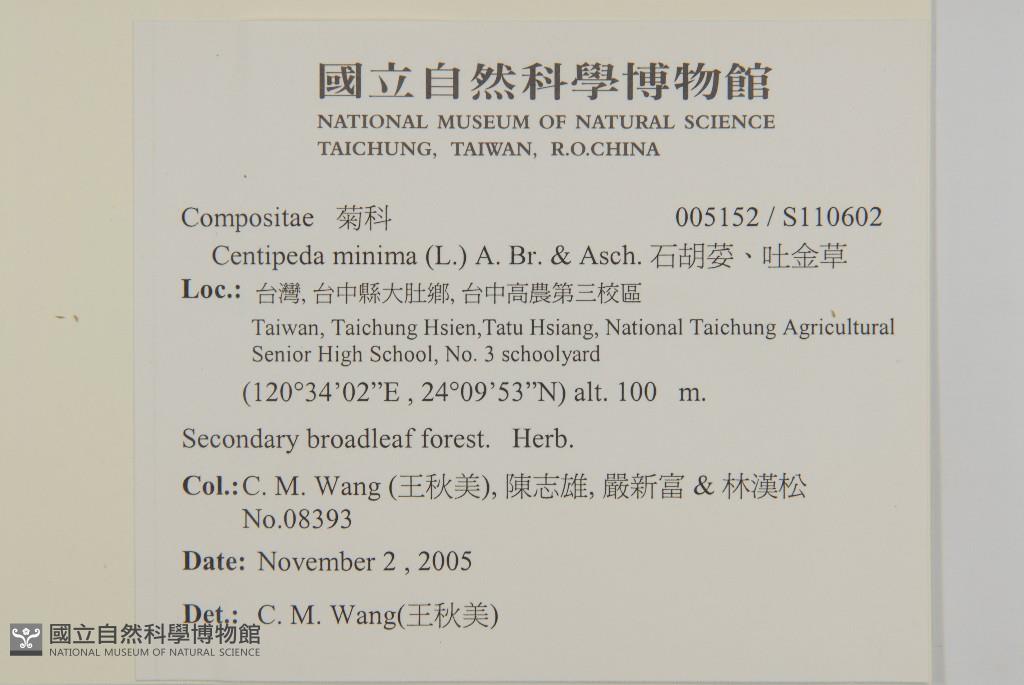 國立自然科學博物館
NATIONAL MUSEUM OF NATURAL SCIENCE
TAICHUNG, TAIWAN, R.O.CHINA
Compositae 菊科 005152 / S110602
Centipeda minima (L.) A. Br. & Asch. 石胡荽、吐金草
Loc.: 台灣, 台中縣大肚鄉, 台中高農第三校區
Taiwan, Taichung Hsien,Tatu Hsiang, National Taichung Agricultural
Senior High School, No. 3 schoolyard
(120°34’02”E , 24°09’53”N) alt. 100 m.
Secondary broadleaf forest. Herb.
Col.: C. M. Wang (王秋美), 陳志雄, 嚴新富 & 林漢松
No.08393
Date: November 2 , 2005
Det.: C. M. Wang(王秋美)
國立自然科學博物館
NATIONAL MUSEUM OF NATURAL SCIENCE